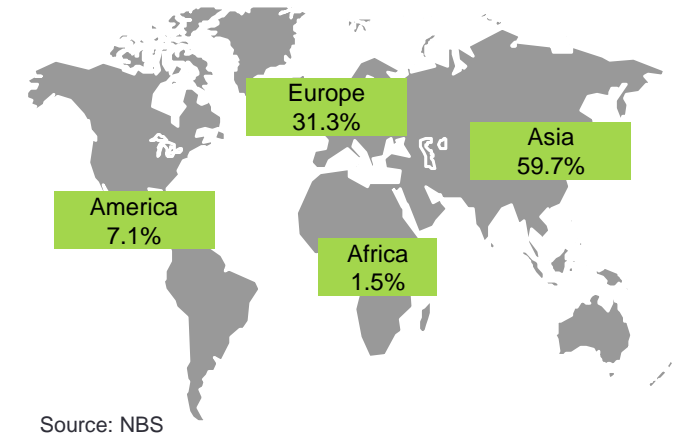 Europe
31.3%
Asia
59.7%
America
7.1%
Africa
1.5%
Source: NBS